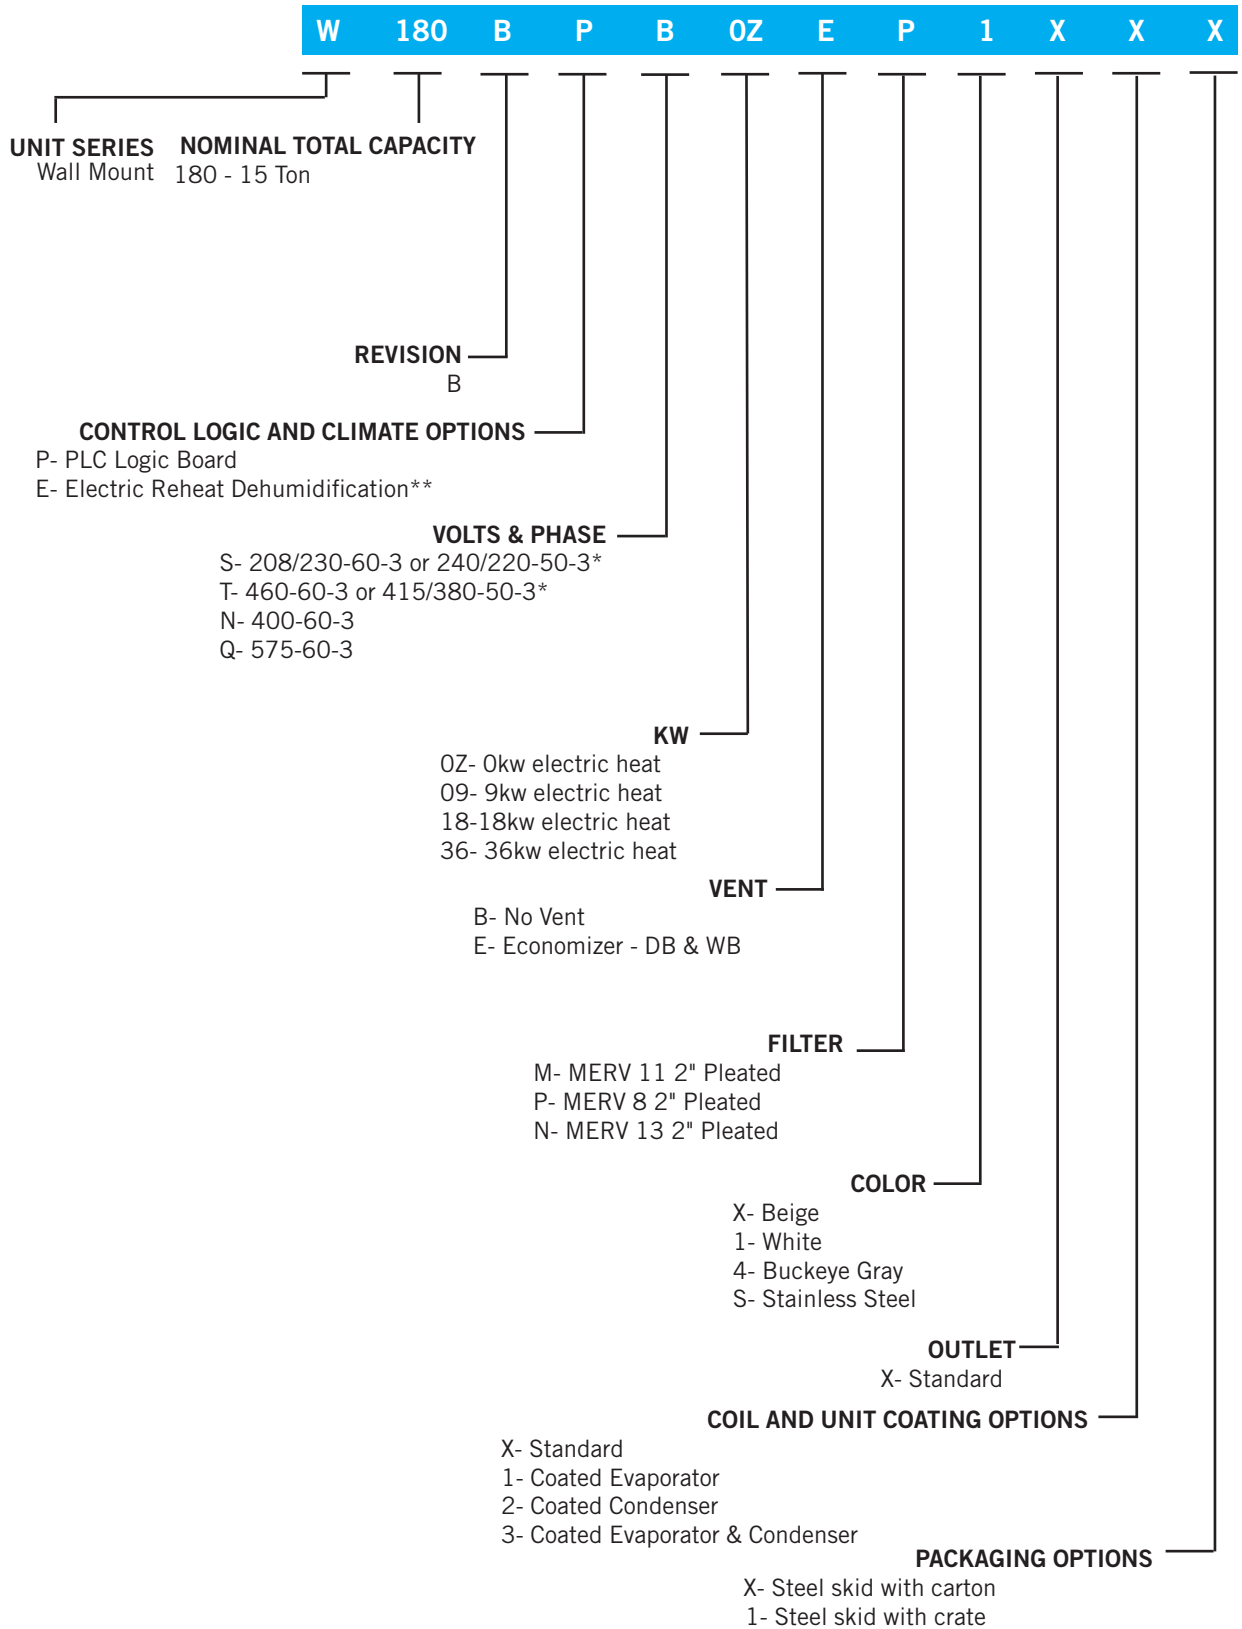 W 180 B P B 0Z E P 1 X X X
UNIT SERIES
Wall Mount
NOMINAL TOTAL CAPACITY
180 - 15 Ton
REVISION
B
CONTROL LOGIC AND CLIMATE OPTIONS
P- PLC Logic Board
E- Electric Reheat Dehumidification**
VOLTS & PHASE
S- 208/230-60-3 or 240/220-50-3*
T- 460-60-3 or 415/380-50-3*
N- 400-60-3
Q- 575-60-3
KW
0Z- 0kw electric heat
09- 9kw electric heat
18-18kw electric heat
36- 36kw electric heat
VENT
B- No Vent
E- Economizer - DB & WB
FILTER
M- MERV 11 2" Pleated
P- MERV 8 2" Pleated
N- MERV 13 2" Pleated
COLOR
X- Beige
1- White
4- Buckeye Gray
S- Stainless Steel
OUTLET
X- Standard
COIL AND UNIT COATING OPTIONS
X- Standard
1- Coated Evaporator
2- Coated Condenser
3- Coated Evaporator & Condenser
PACKAGING OPTIONS
X- Steel skid with carton
1- Steel skid with crate